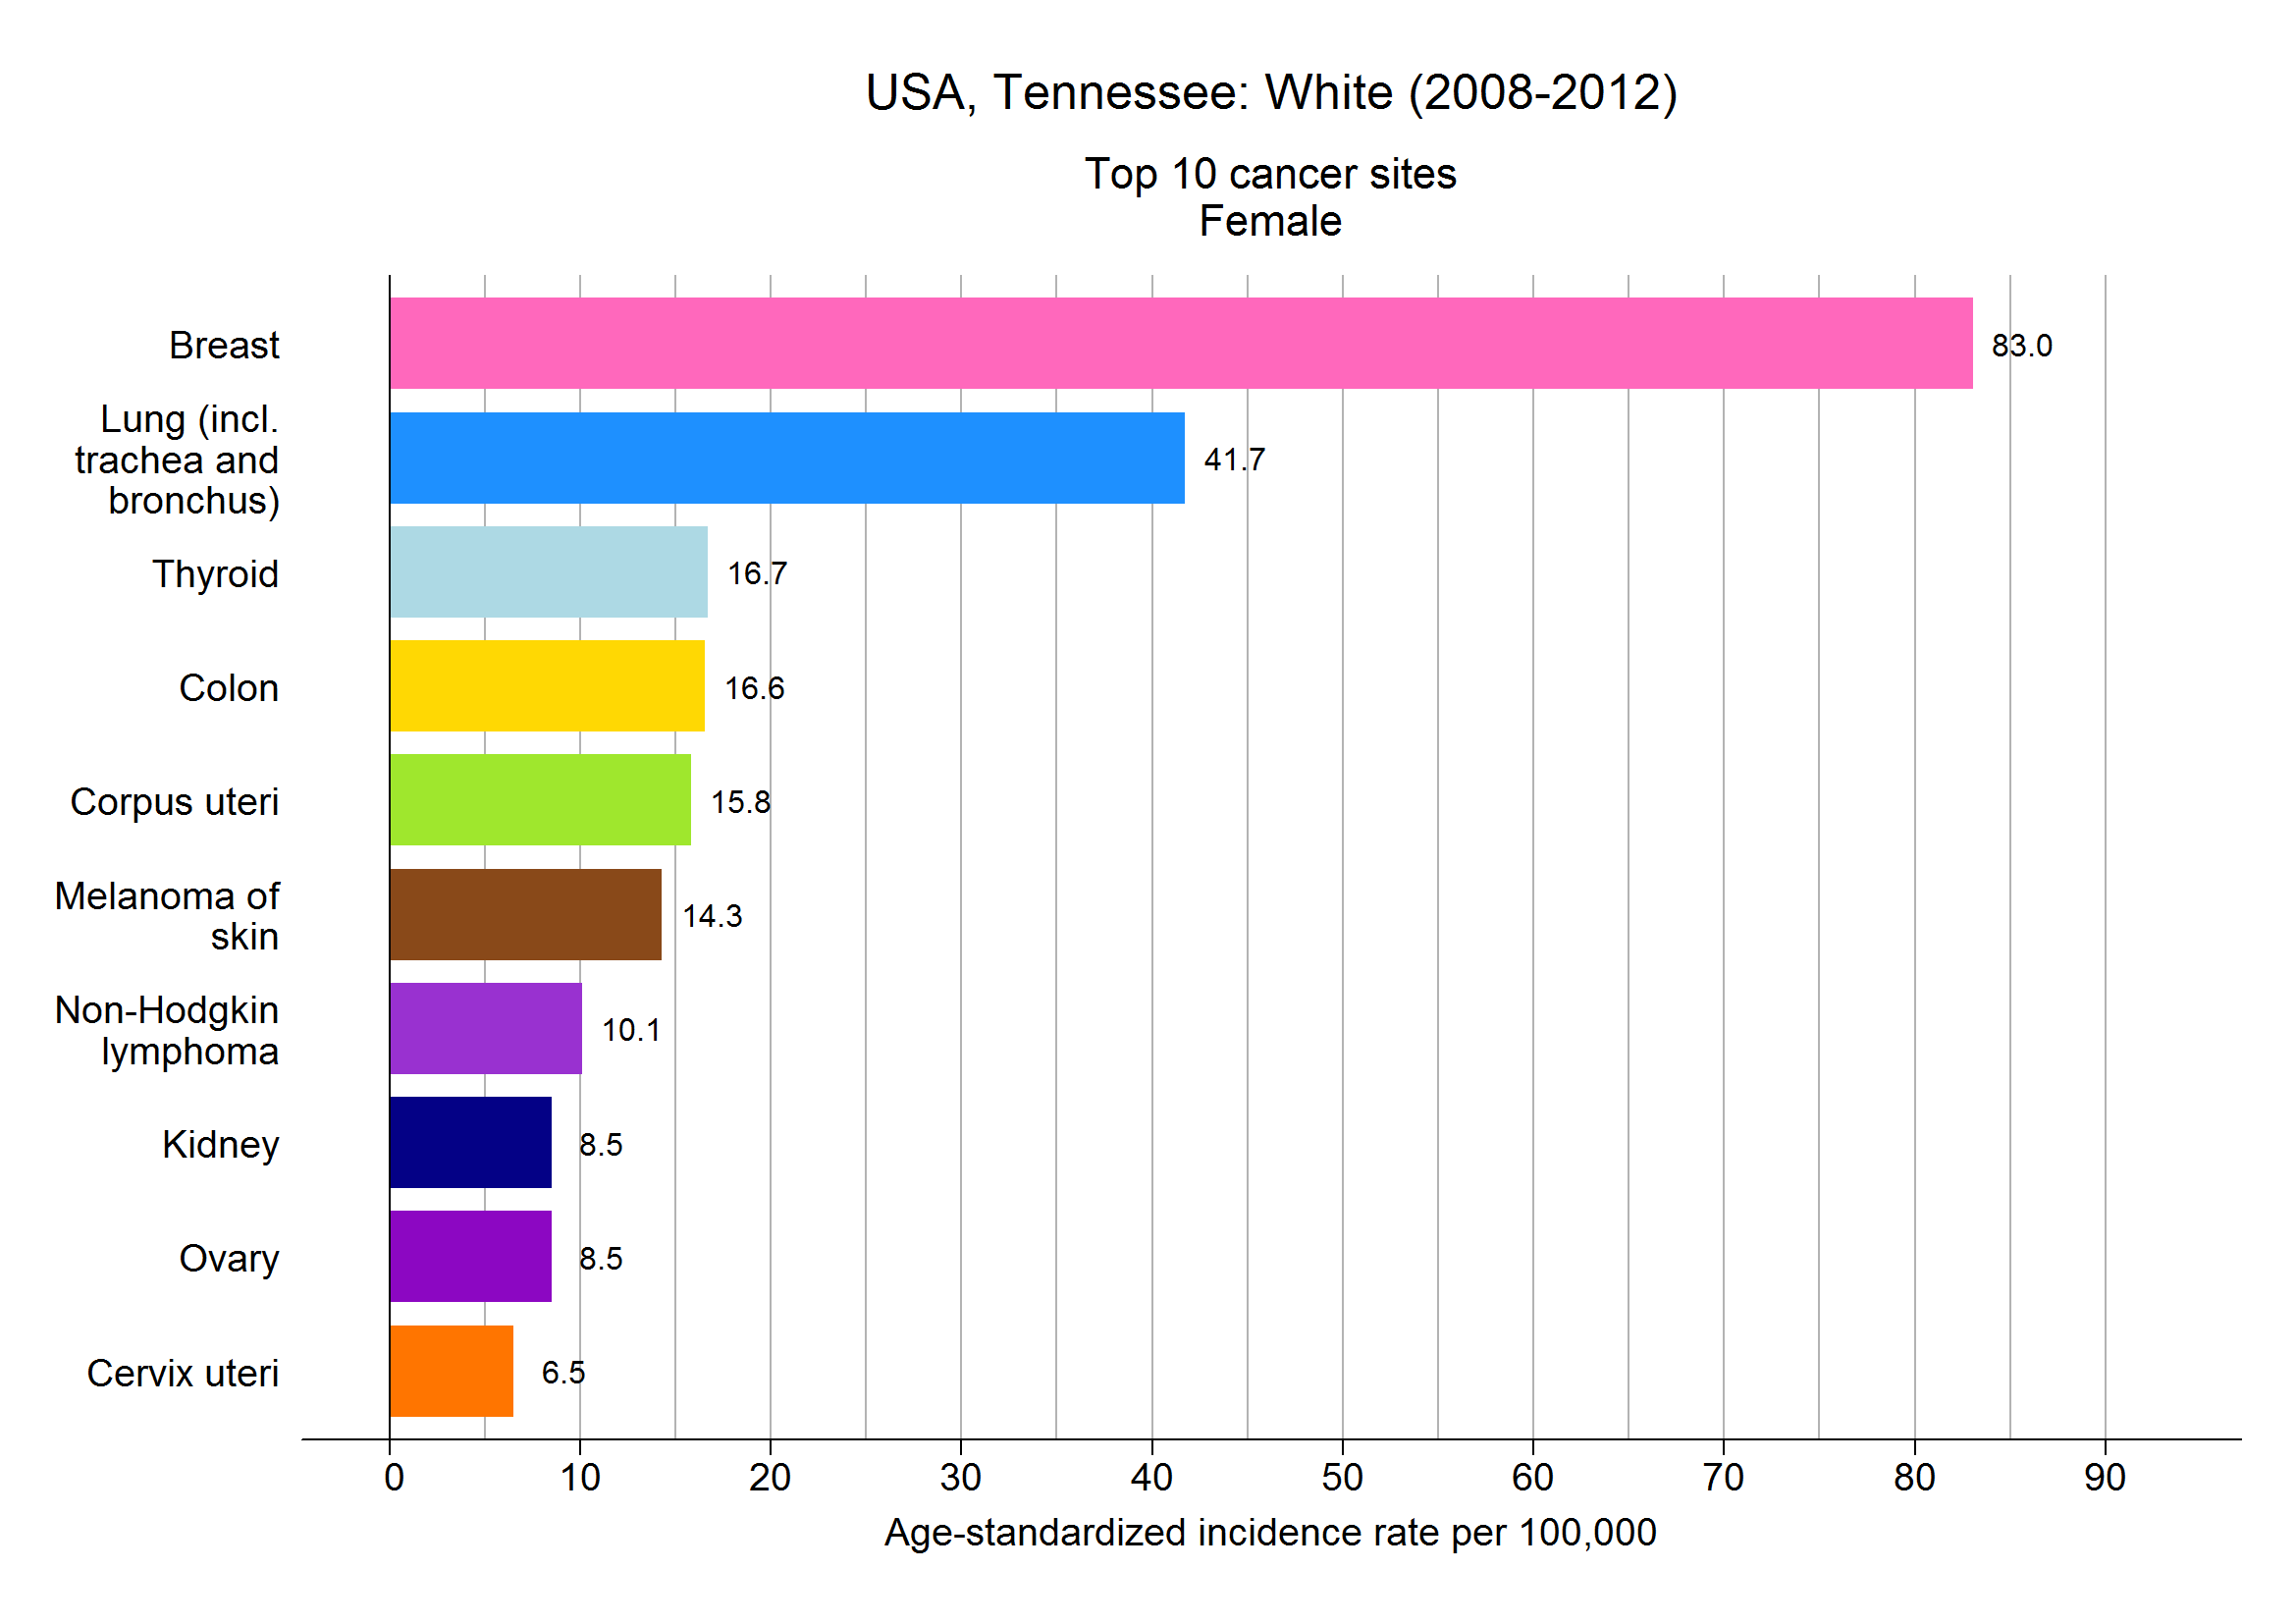 USA, Tennessee: White (2008-2012)
Top 10 cancer sites
Female
Breast
83.0
Lung (incl.
trachea and
bronchus)
41.7
Thyroid
16.7
Colon
16.6
Corpus uteri
15.8
Melanoma of
skin
14.3
Non-Hodgkin
lymphoma
10.1
Kidney
8.5
Ovary
8.5
Cervix uteri
6.5
0 10 20 30 40 50 60 70 80 90
Age-standardized incidence rate per 100,000